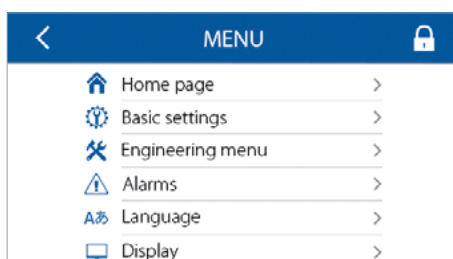 MENU
Home page
Basic settings
Engineering menu
Alarms
Aあ Language
Display